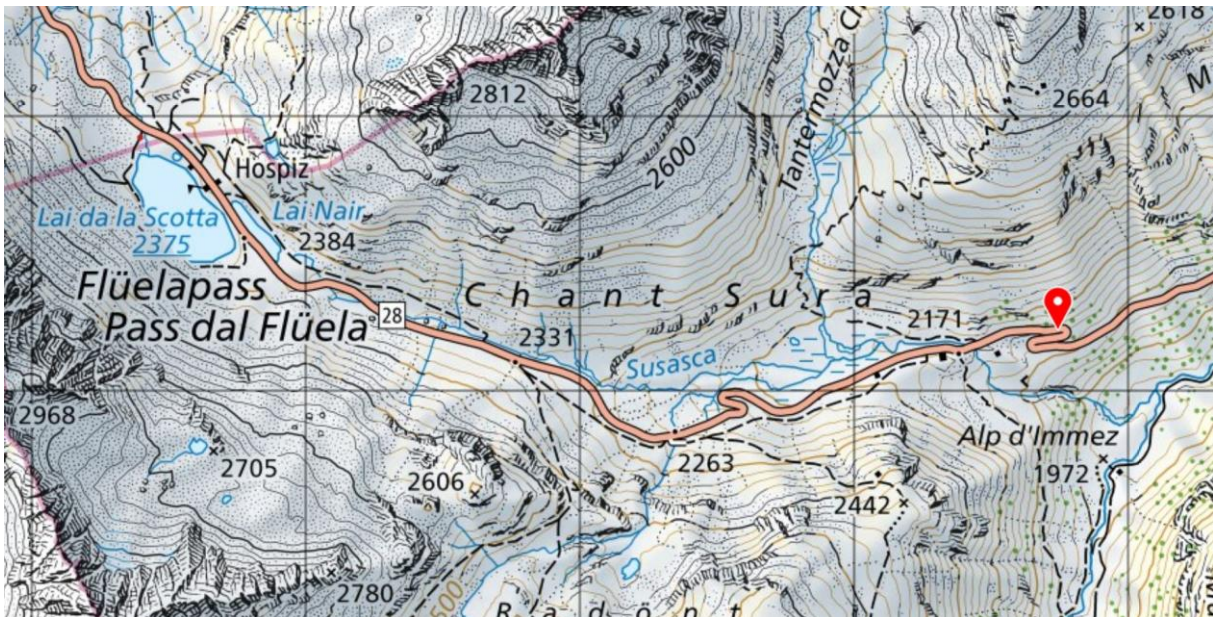 2618
2812
2664
M
Tantermozza
2600
Hospiz
Lai da la Scotta
2375
Lai Nair
2384
Flüelapass
Pass dal Flüela
28
Chant Sura
2331
2171
Susasca
2968
2705
2606
2263
Alp d'Immez
1972
2442
2780
Radönt